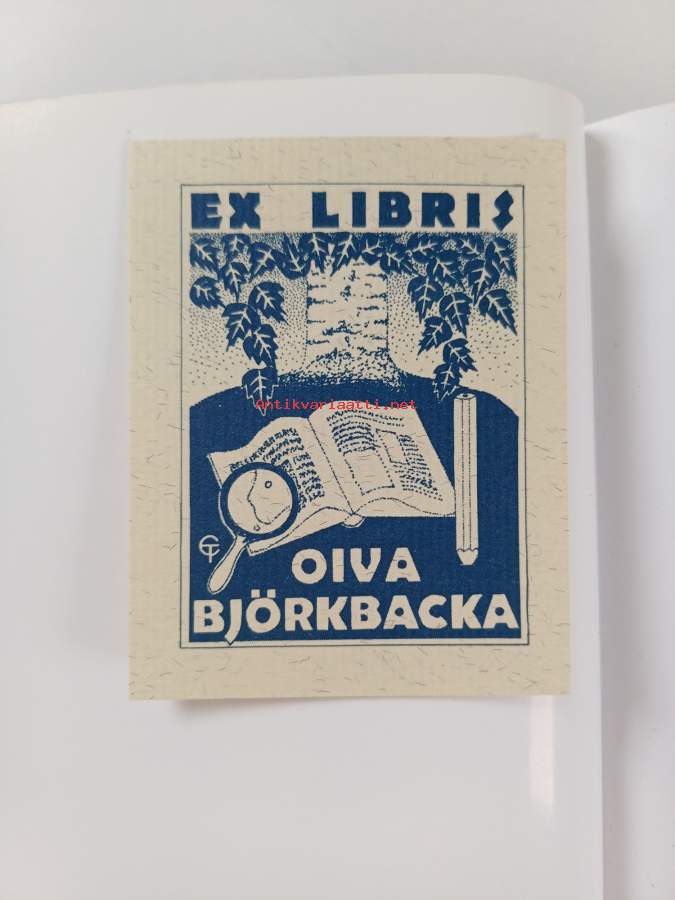 EX LIBRIS
Antikvariaatti.net
OIVA
BJÖRKBACKA